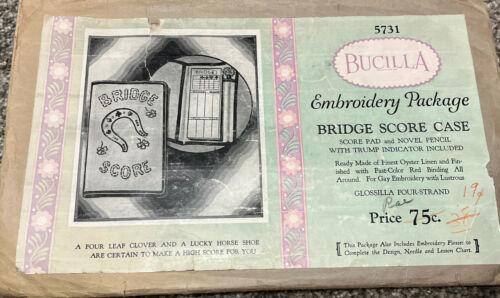 5731
BUCILLA
Embroidery Package
BRIDGE SCORE CASE
SCORE PAD and NOVEL PENCIL
WITH TRUMP INDICATOR INCLUDED
Ready Made of Finest Oyster Linen and Fin-
ished with Fast-Color Red Binding All
Around. For Gay Embroidery with Lustrous
GLOSSILLA FOUR-STRAND
19¢
Price 75c.
[This Package Also Includes Embroidery Flosses to
Complete the Design, Needle and Lesson Chart.]
BRIDGE
SCORE
BRIDGE
A FOUR LEAF CLOVER AND A LUCKY HORSE SHOE
ARE CERTAIN TO MAKE A HIGH SCORE FOR YOU